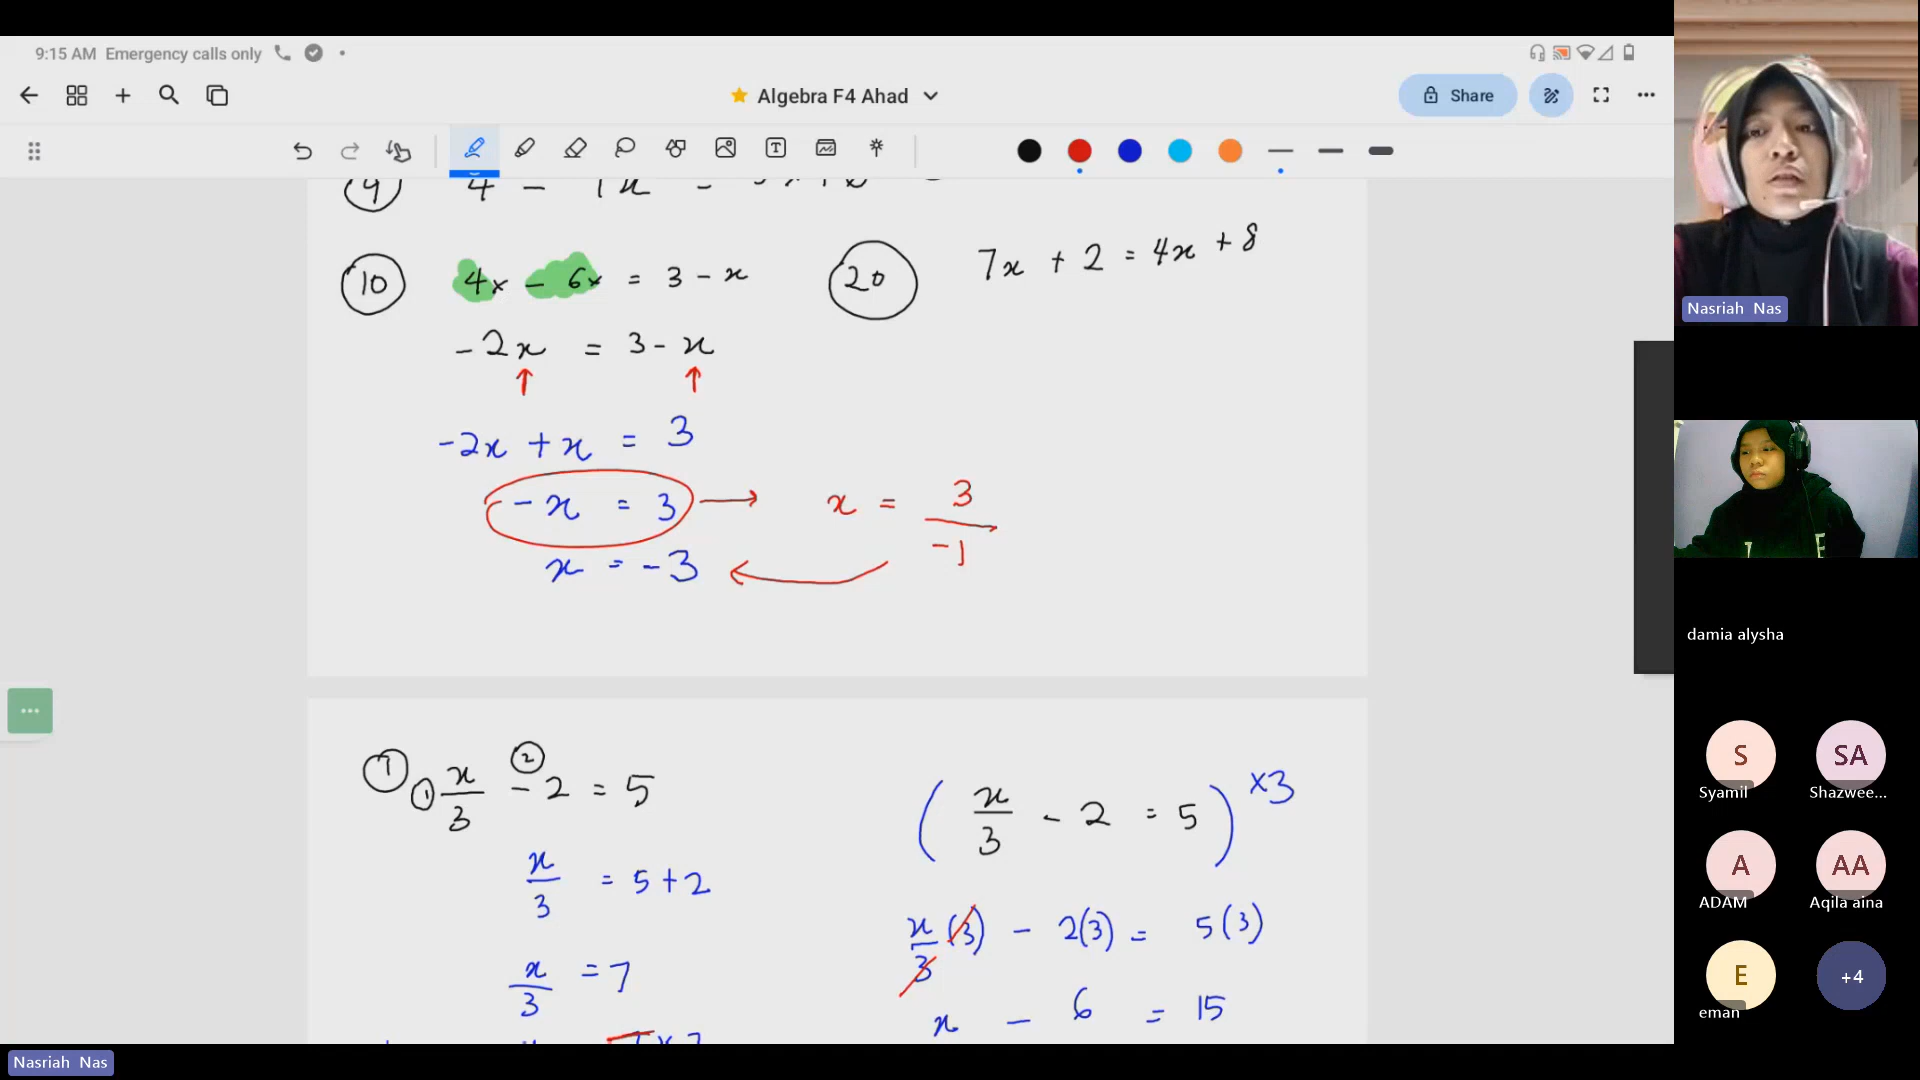 9:15 AM Emergency calls only
Algebra F4 Ahad
Share
(10) 4x - 6x = 3 - x
-2x = 3 - x
-2x + x = 3
-x = 3 → x = 3/-1
x = -3
(20) 7x + 2 = 4x + 8
① x/3 ② - 2 = 5
x/3 = 5 + 2
x/3 = 7
( x/3 - 2 = 5 ) ×3
x/3 (3) - 2(3) = 5(3)
x - 6 = 15
Nasriah Nas
damia alysha
S
Syamil
SA
Shazwee...
A
ADAM
AA
Aqila aina
E
eman
+4
Nasriah Nas